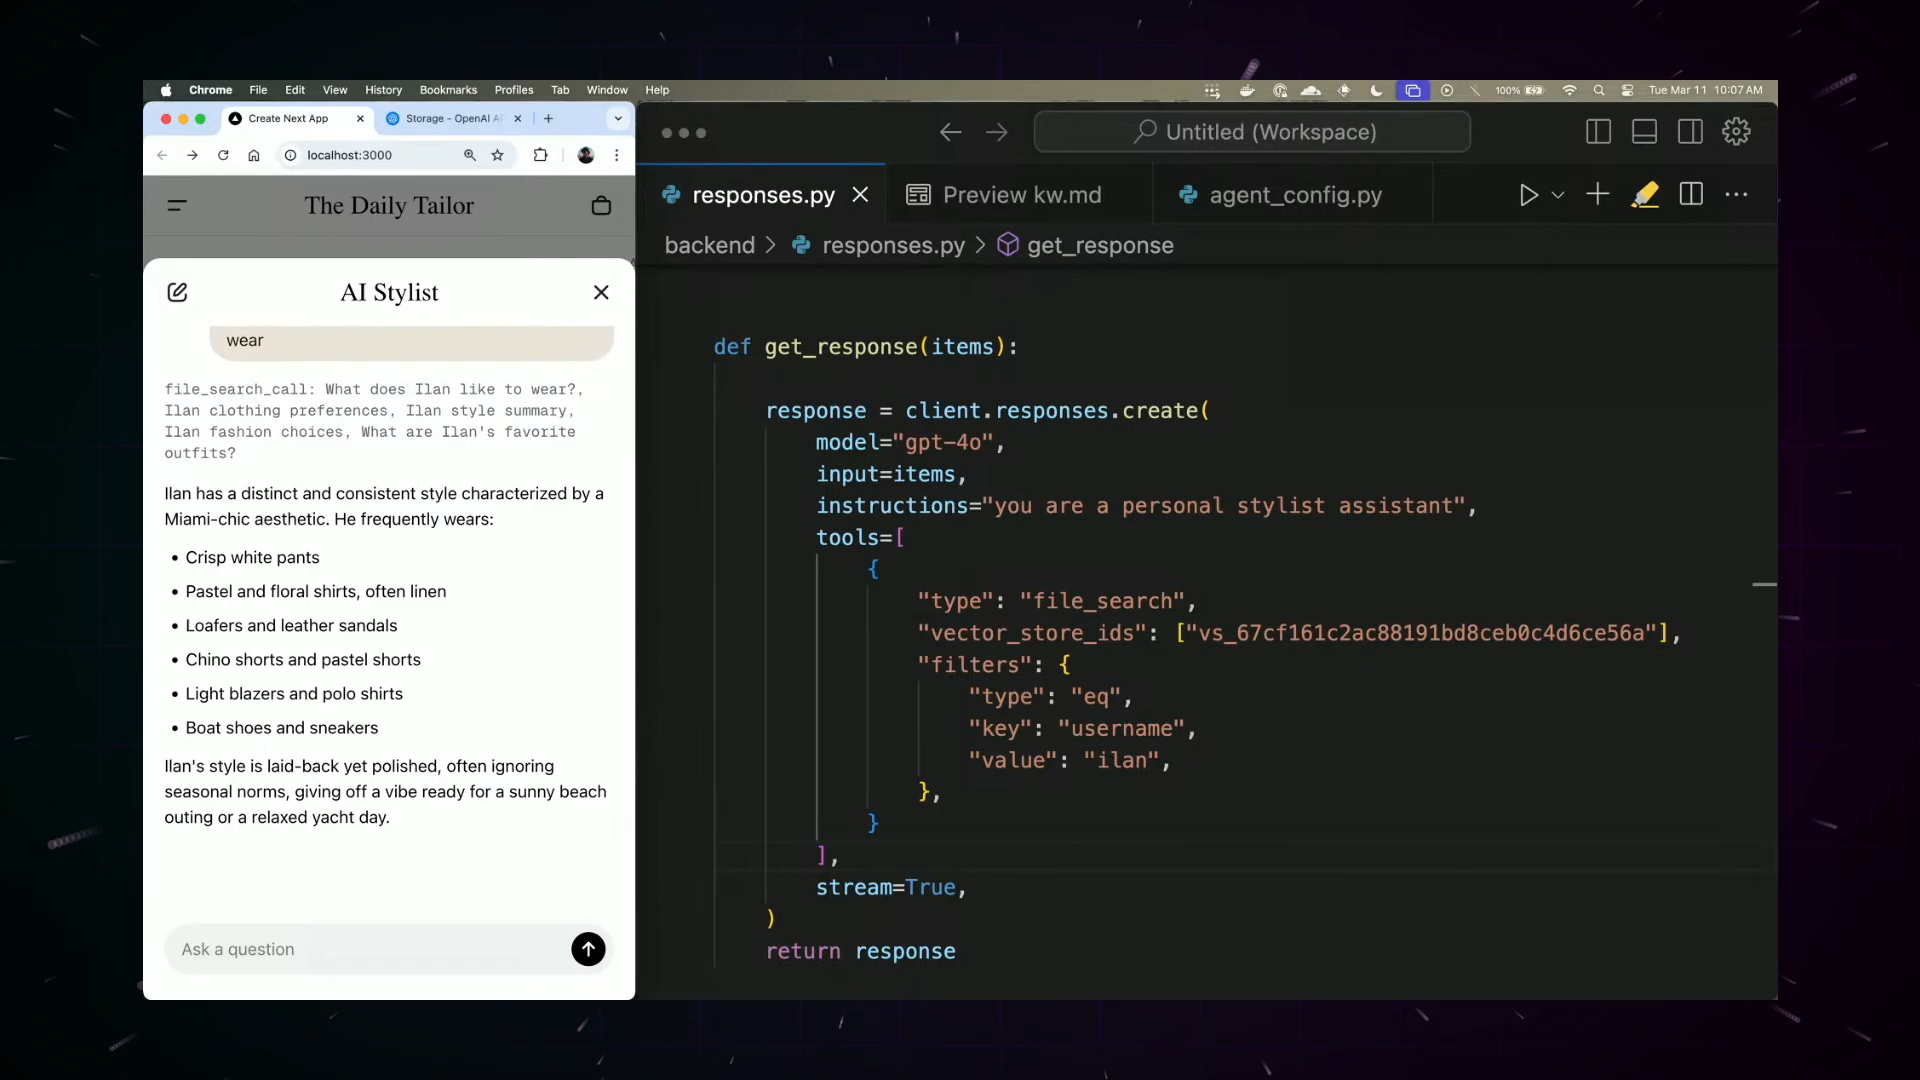 Chrome File Edit View History Bookmarks Profiles Tab Window Help
100% Tue Mar 11 10:07 AM
Create Next App
Storage - OpenAI A
localhost:3000
The Daily Tailor
AI Stylist
wear
file_search_call: What does Ilan like to wear?,
Ilan clothing preferences, Ilan style summary,
Ilan fashion choices, What are Ilan's favorite
outfits?
Ilan has a distinct and consistent style characterized by a
Miami-chic aesthetic. He frequently wears:
• Crisp white pants
• Pastel and floral shirts, often linen
• Loafers and leather sandals
• Chino shorts and pastel shorts
• Light blazers and polo shirts
• Boat shoes and sneakers
Ilan's style is laid-back yet polished, often ignoring
seasonal norms, giving off a vibe ready for a sunny beach
outing or a relaxed yacht day.
Ask a question
Untitled (Workspace)
responses.py
Preview kw.md
agent_config.py
backend > responses.py > get_response
def get_response(items):
response = client.responses.create(
model="gpt-4o",
input=items,
instructions="you are a personal stylist assistant",
tools=[
{
"type": "file_search",
"vector_store_ids": ["vs_67cf161c2ac88191bd8ceb0c4d6ce56a"],
"filters": {
"type": "eq",
"key": "username",
"value": "ilan",
},
}
],
stream=True,
)
return response